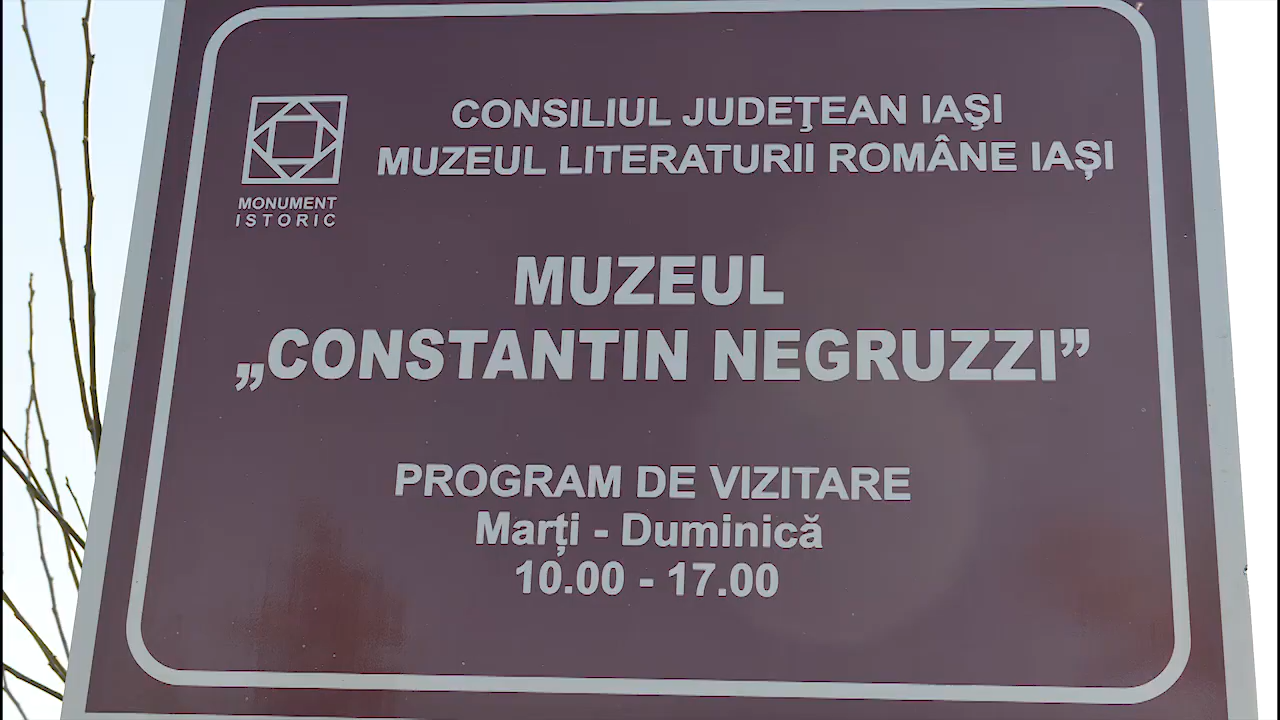 CONSILIUL JUDEŢEAN IAŞI
MUZEUL LITERATURII ROMÂNE IAȘI
MONUMENT
ISTORIC
MUZEUL
„CONSTANTIN NEGRUZZI”
PROGRAM DE VIZITARE
Marți - Duminică
10.00 - 17.00